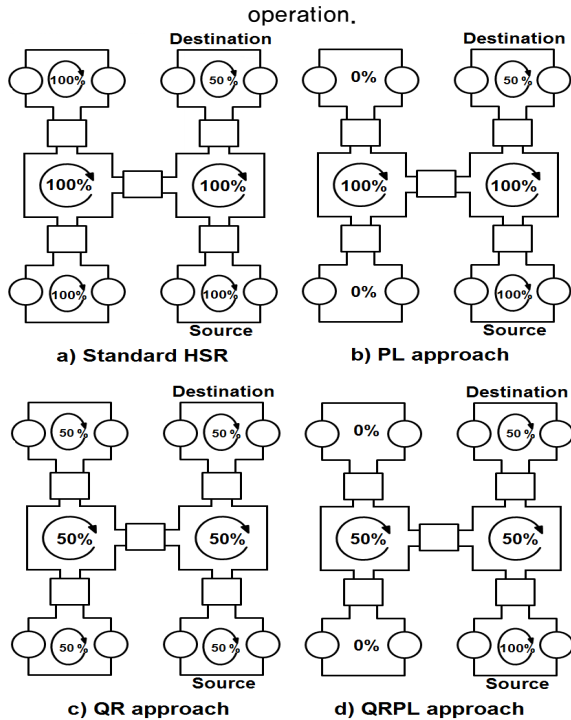 operation.
Destination Destination
100% 50% 0% 50%
100% 100% 100% 100%
100% 100% 0% 100%
Source Source
a) Standard HSR b) PL approach
Destination Destination
50% 50% 0% 50%
50% 50% 50% 50%
50% 50% 0% 100%
Source Source
c) QR approach d) QRPL approach